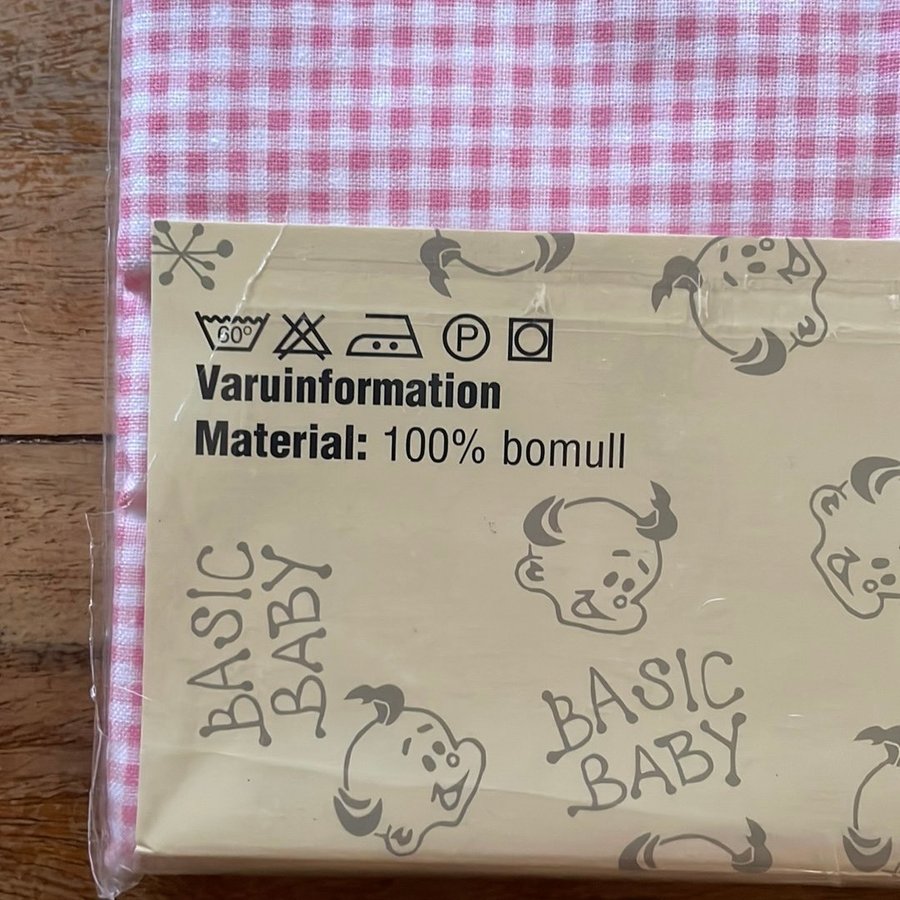 60°
P
Varuinformation
Material: 100% bomull
BASIC
BABY
BASIC
BABY